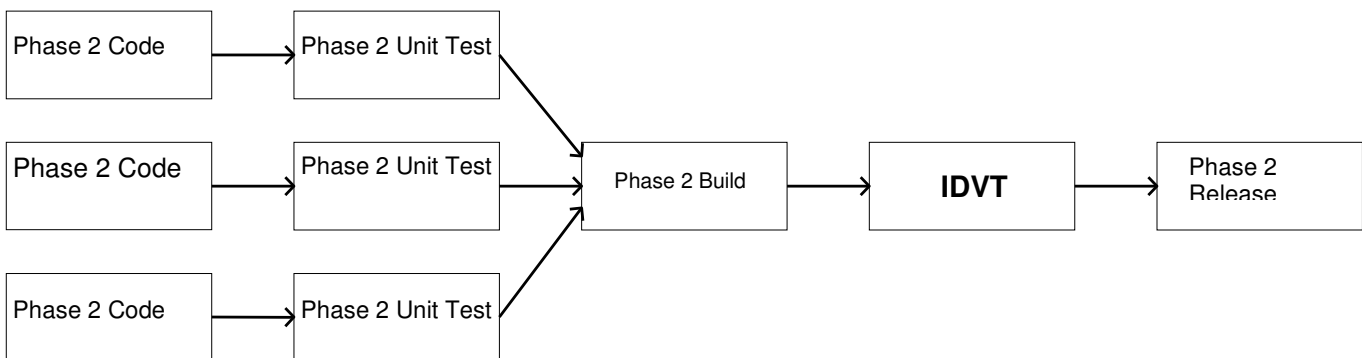 Phase 2 Code
Phase 2 Unit Test
Phase 2 Code
Phase 2 Unit Test
Phase 2 Build
IDVT
Phase 2
Release
Phase 2 Code
Phase 2 Unit Test